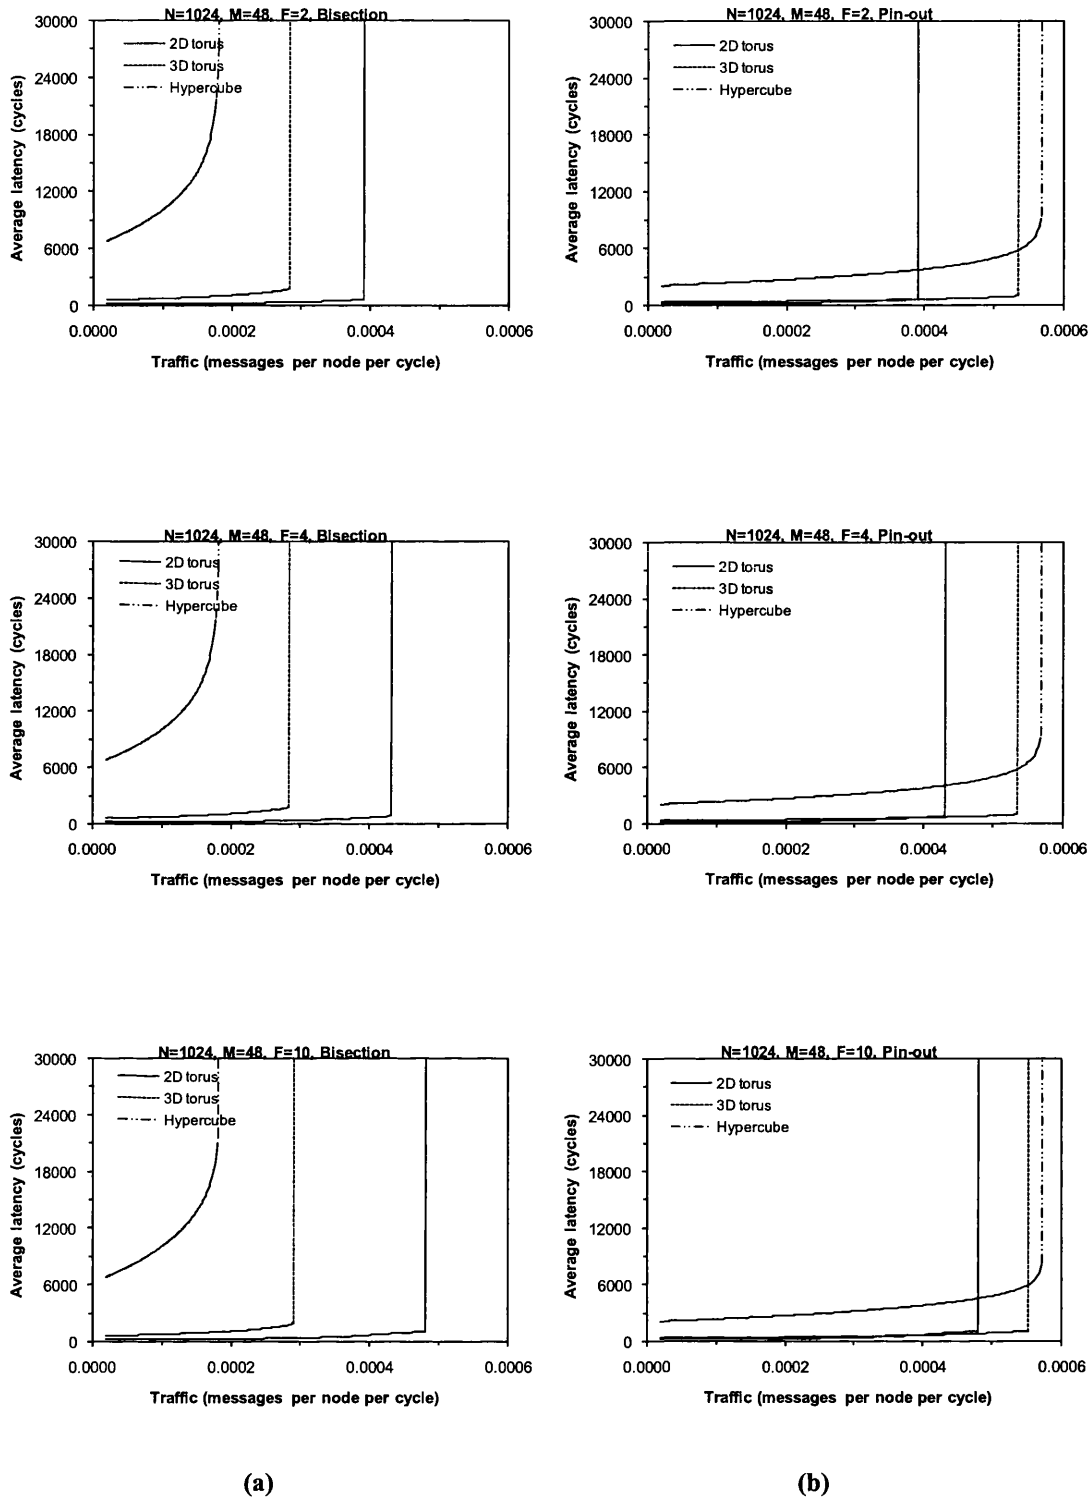 N=1024, M=48, F=2, Bisection
30000
24000
18000
12000
6000
0
Average latency (cycles)
2D torus
3D torus
Hypercube
0.0000
0.0002
0.0004
0.0006
Traffic (messages per node per cycle)
N=1024, M=48, F=2, Pin-out
30000
24000
18000
12000
6000
0
Average latency (cycles)
2D torus
3D torus
Hypercube
0.0000
0.0002
0.0004
0.0006
Traffic (messages per node per cycle)
N=1024, M=48, F=4, Bisection
30000
24000
18000
12000
6000
0
Average latency (cycles)
2D torus
3D torus
Hypercube
0.0000
0.0002
0.0004
0.0006
Traffic (messages per node per cycle)
N=1024, M=48, F=4, Pin-out
30000
24000
18000
12000
6000
0
Average latency (cycles)
2D torus
3D torus
Hypercube
0.0000
0.0002
0.0004
0.0006
Traffic (messages per node per cycle)
N=1024, M=48, F=10, Bisection
30000
24000
18000
12000
6000
0
Average latency (cycles)
2D torus
3D torus
Hypercube
0.0000
0.0002
0.0004
0.0006
Traffic (messages per node per cycle)
N=1024, M=48, F=10, Pin-out
30000
24000
18000
12000
6000
0
Average latency (cycles)
2D torus
3D torus
Hypercube
0.0000
0.0002
0.0004
0.0006
Traffic (messages per node per cycle)
(a)
(b)